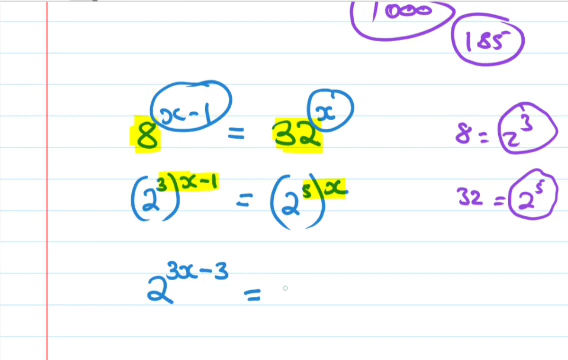 1000
185
8^{x-1} = 32^{x}
8 = 2^{3}
(2^{3})^{x-1} = (2^{5})^{x}
32 = 2^{5}
2^{3x-3} =